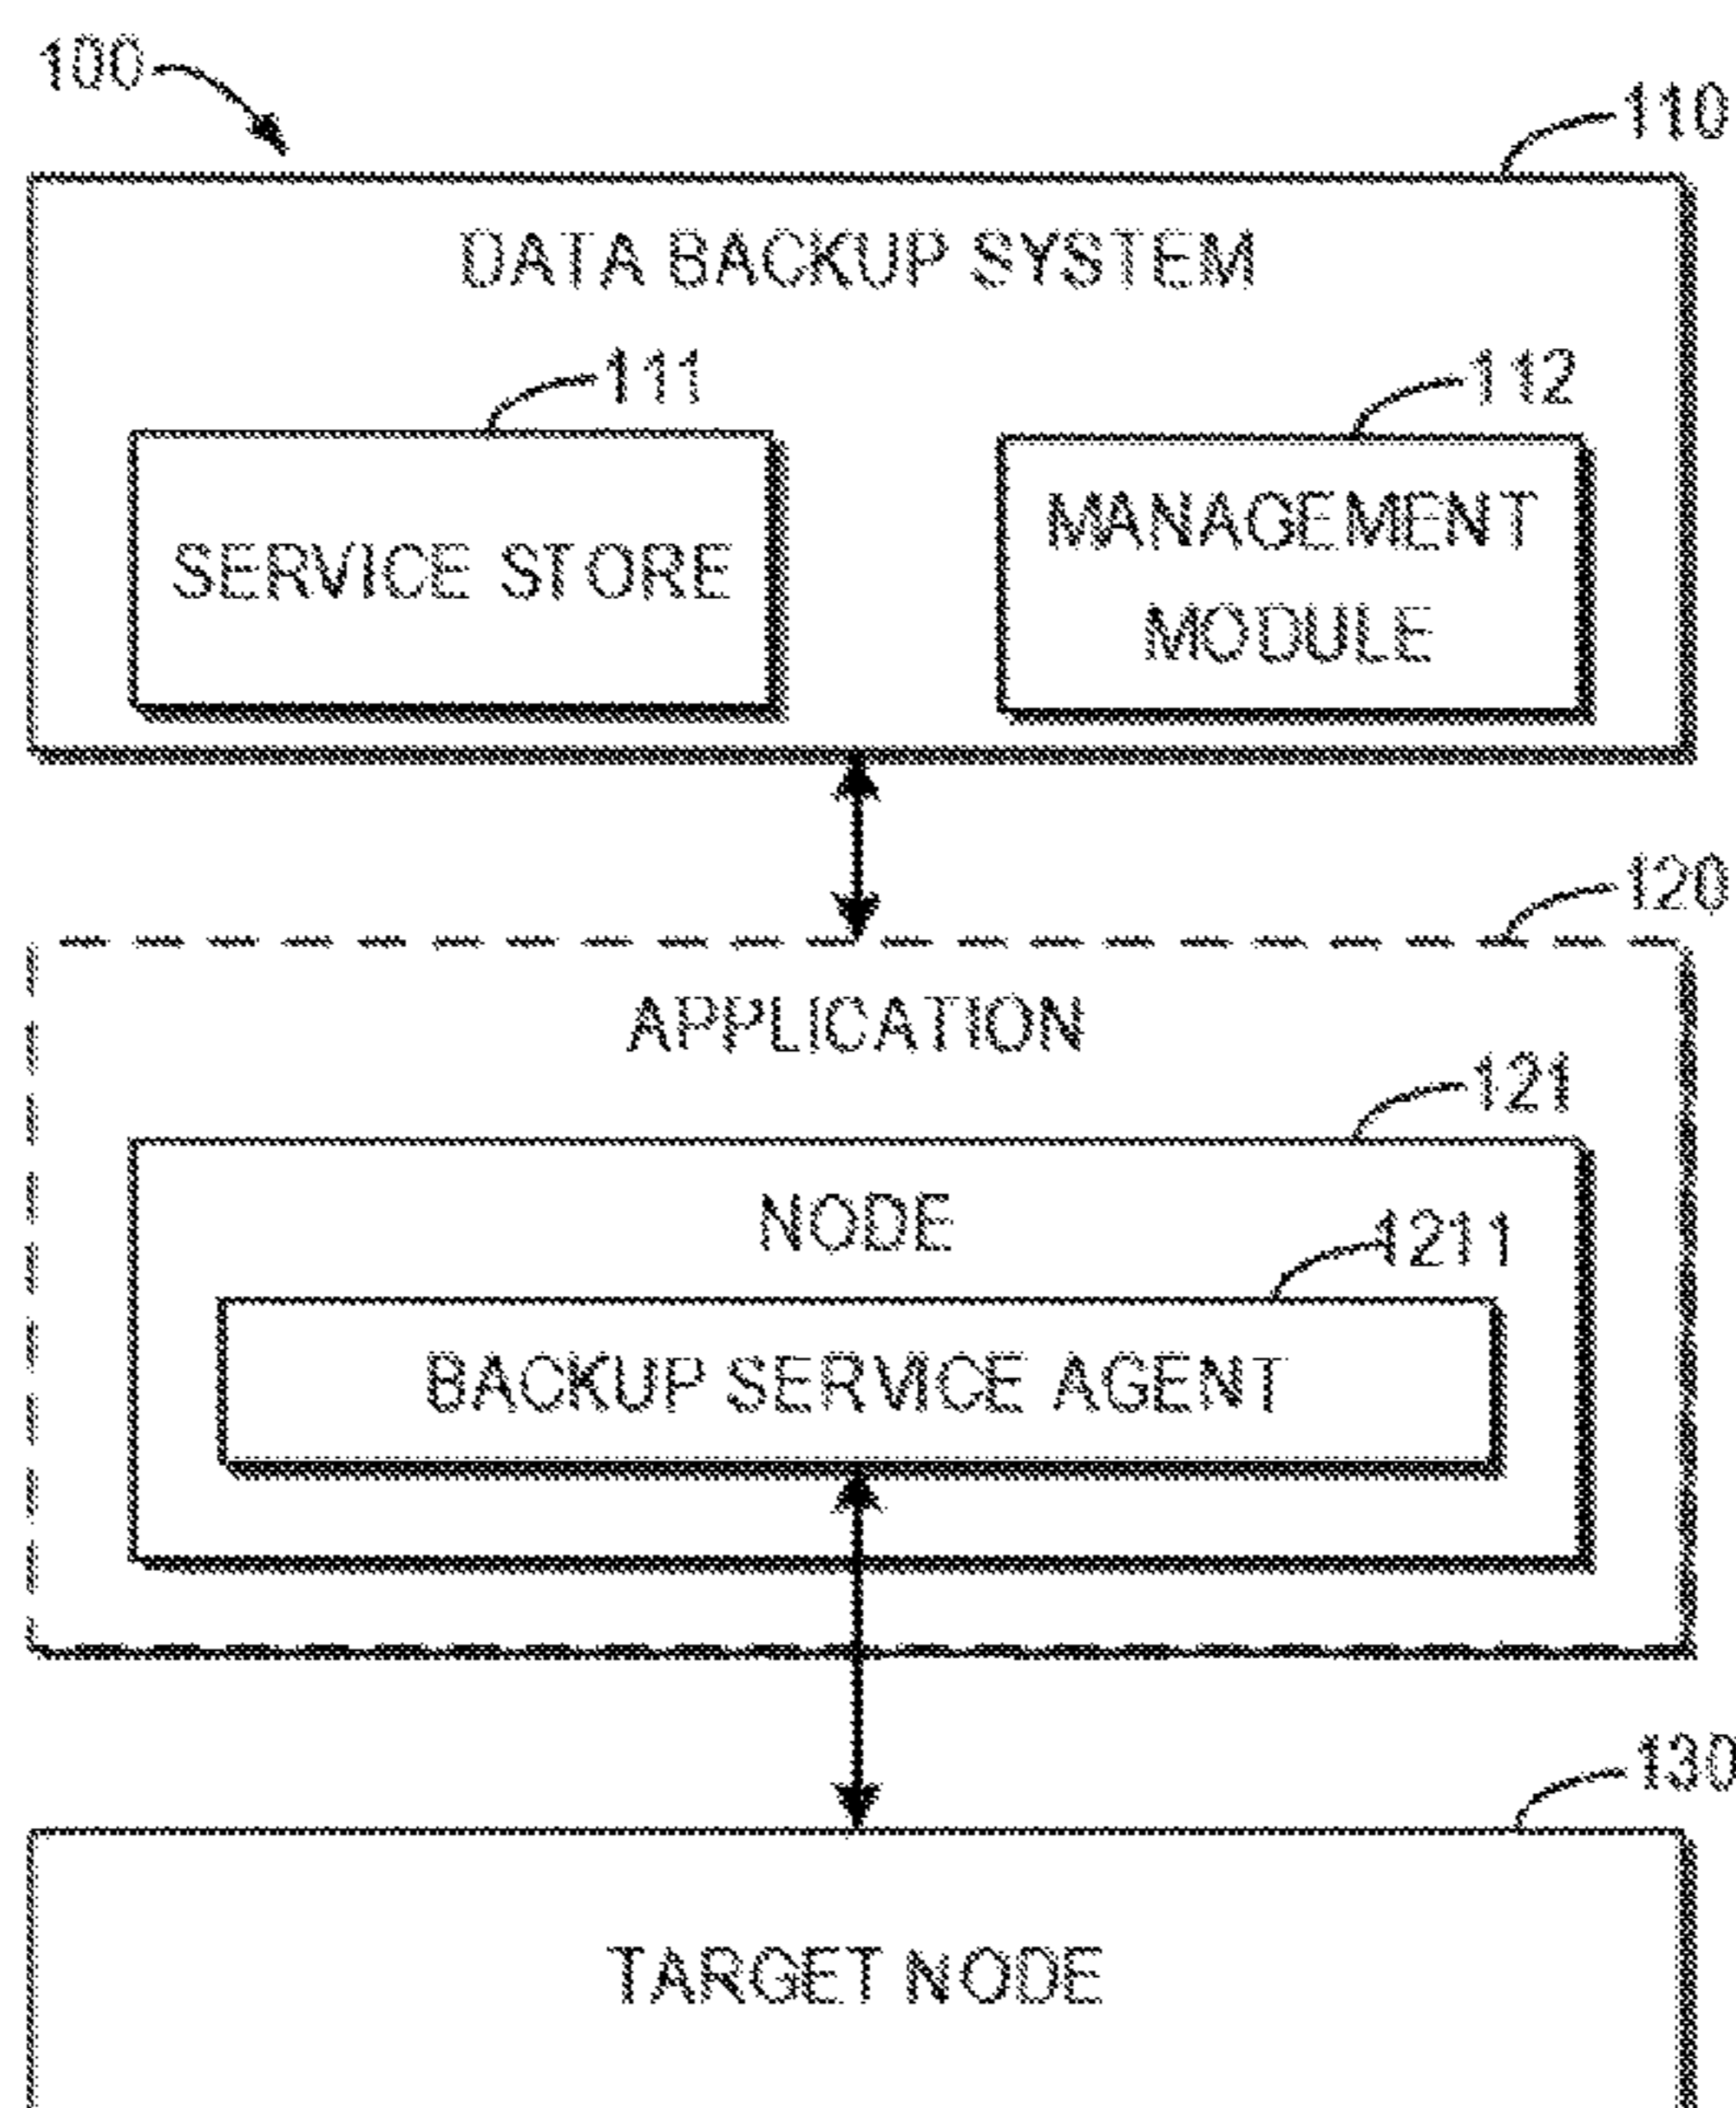 100
110
DATA BACKUP SYSTEM
111
112
SERVICE STORE
MANAGEMENT
MODULE
120
APPLICATION
121
NODE
1211
BACKUP SERVICE AGENT
130
TARGET NODE